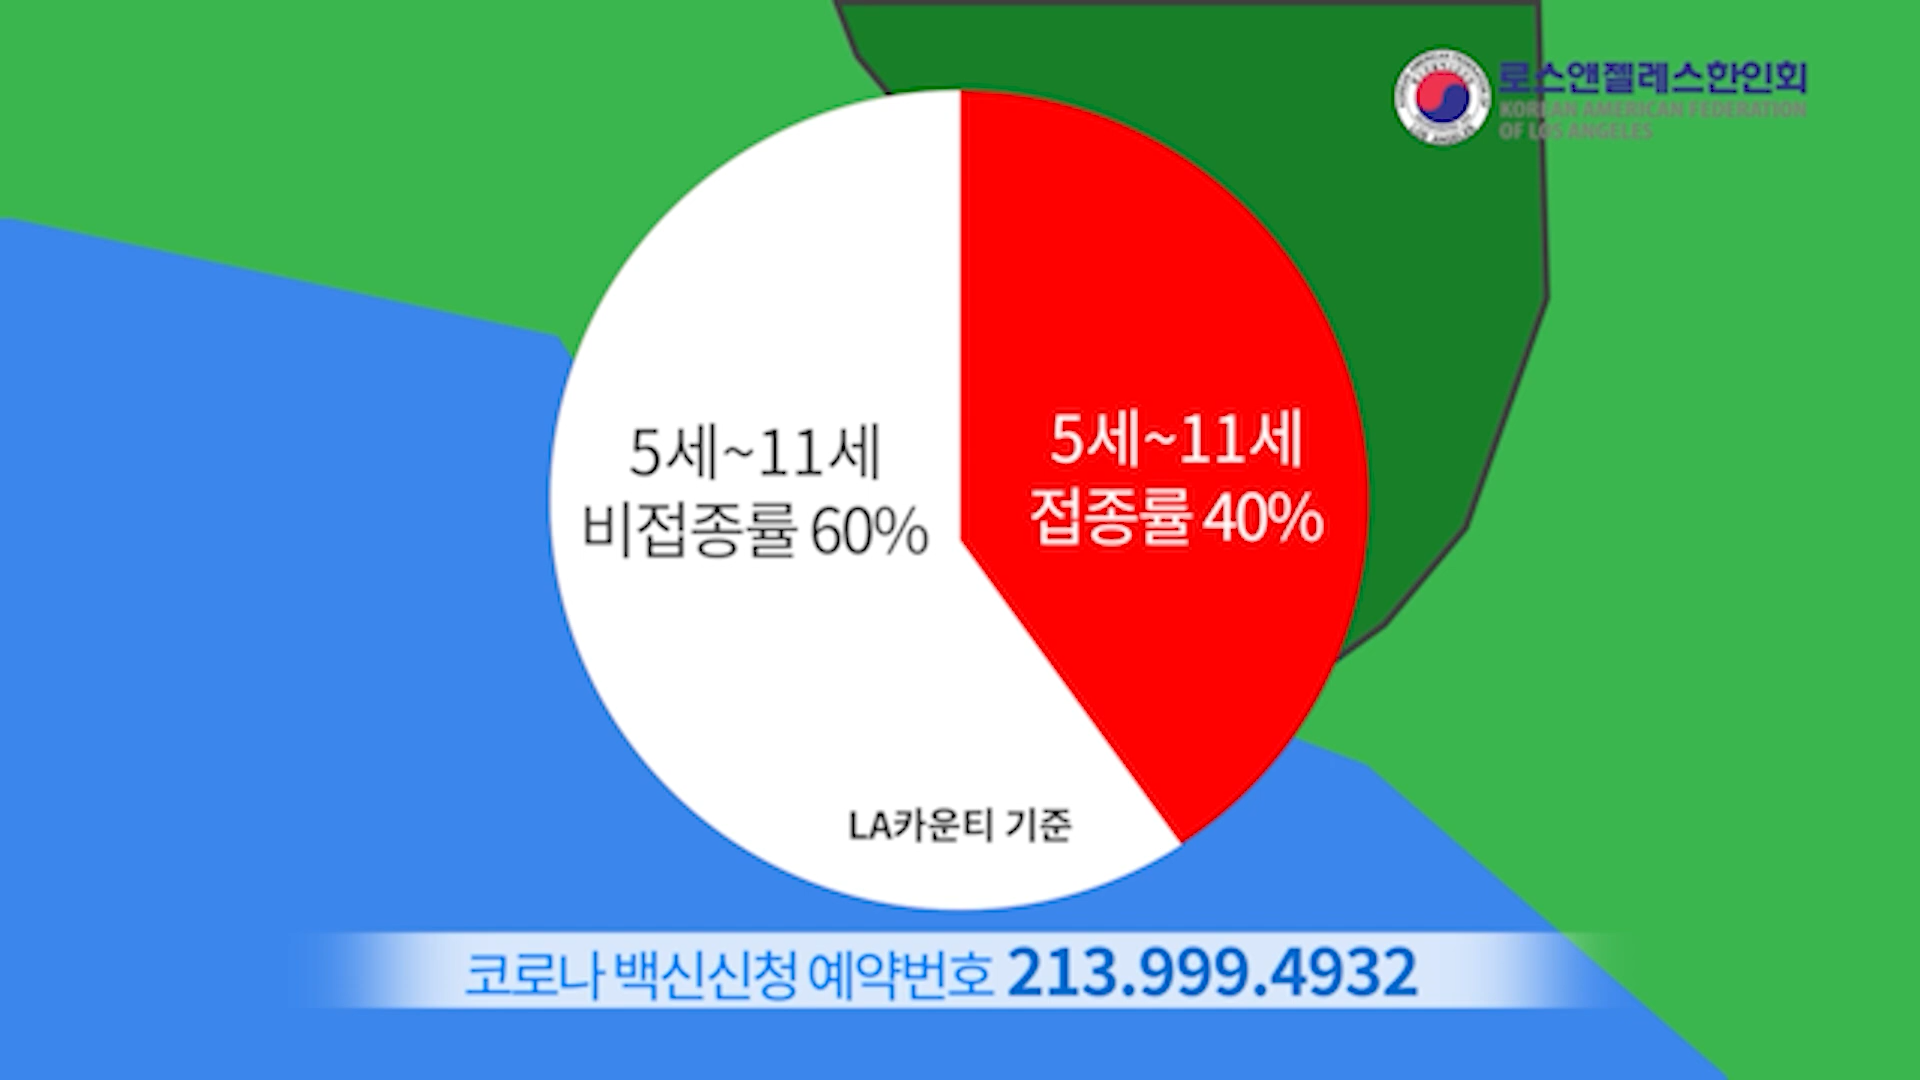 로스앤젤레스한인회
KOREAN AMERICAN FEDERATION
OF LOS ANGELES
5세~11세
비접종률 60%
5세~11세
접종률 40%
LA카운티 기준
코로나 백신신청 예약번호 213.999.4932